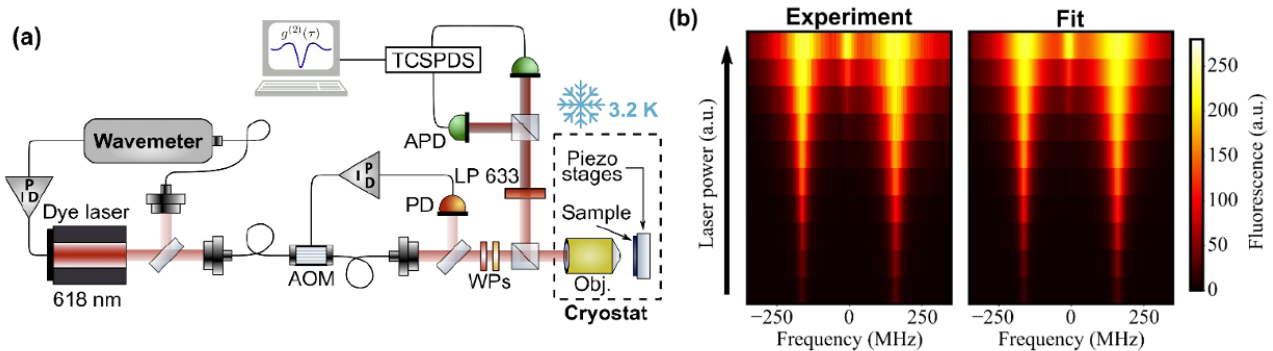 (a)
g(2)(τ)
TCSPDS
Wavemeter
APD
3.2 K
P
I D
P
I D
LP 633
Piezo
stages
Dye laser
PD
Sample
618 nm
AOM
WPs
Obj.
Cryostat
(b)
Experiment
Fit
Laser power (a.u.)
−250
0
250
Frequency (MHz)
−250
0
250
Frequency (MHz)
250
200
150
100
50
0
Fluorescence (a.u.)